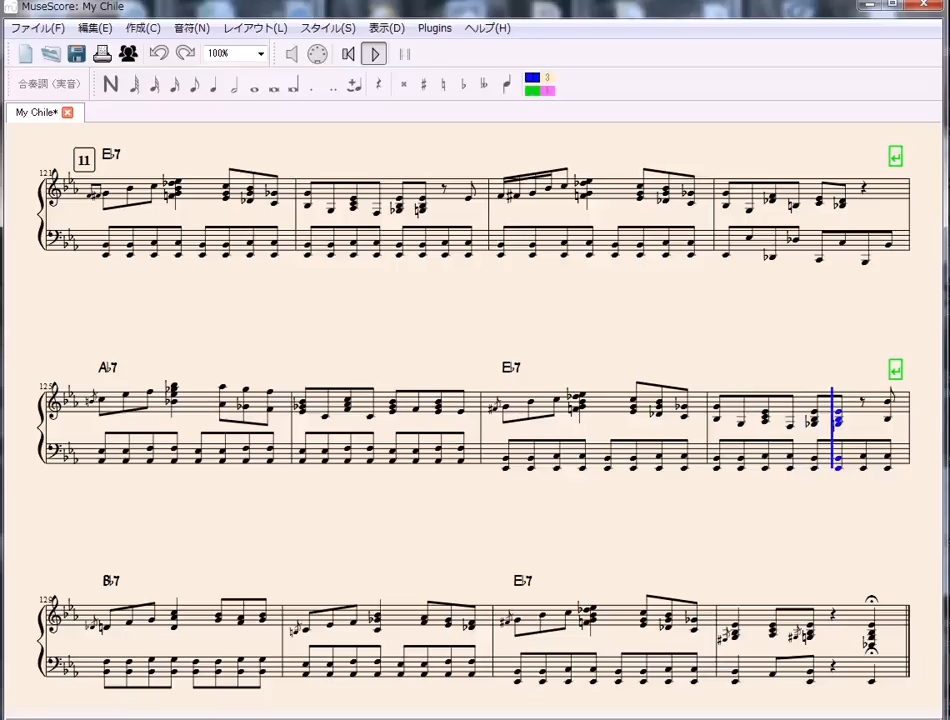 MuseScore: My Chile
ファイル(F) 編集(E) 作成(C) 音符(N) レイアウト(L) スタイル(S) 表示(D) Plugins ヘルプ(H)
100%
合奏調（実音） N 3
1
My Chile*
11 E♭7
121
A♭7 E♭7
125
B♭7 E♭7
129